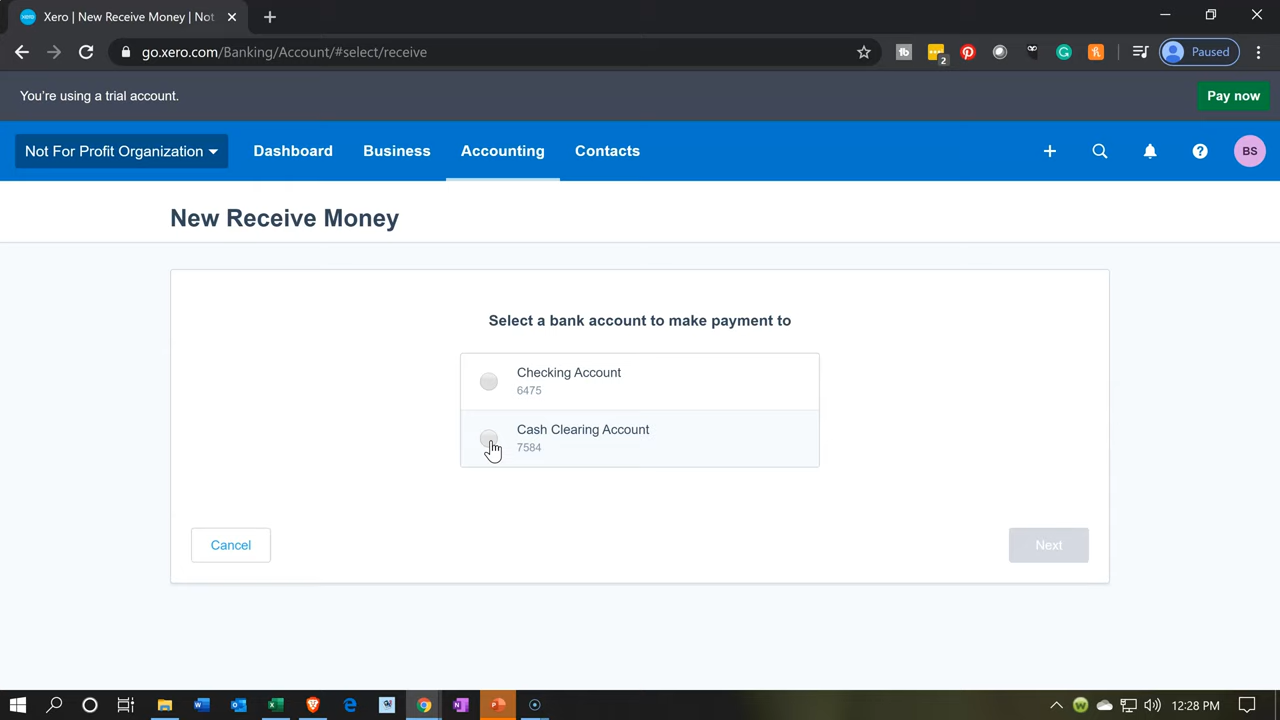 Xero | New Receive Money | Not
go.xero.com/Banking/Account/#select/receive
2
Paused
You're using a trial account.
Pay now
Not For Profit Organization
Dashboard
Business
Accounting
Contacts
BS
New Receive Money
Select a bank account to make payment to
Checking Account
6475
Cash Clearing Account
7584
Cancel
Next
12:28 PM